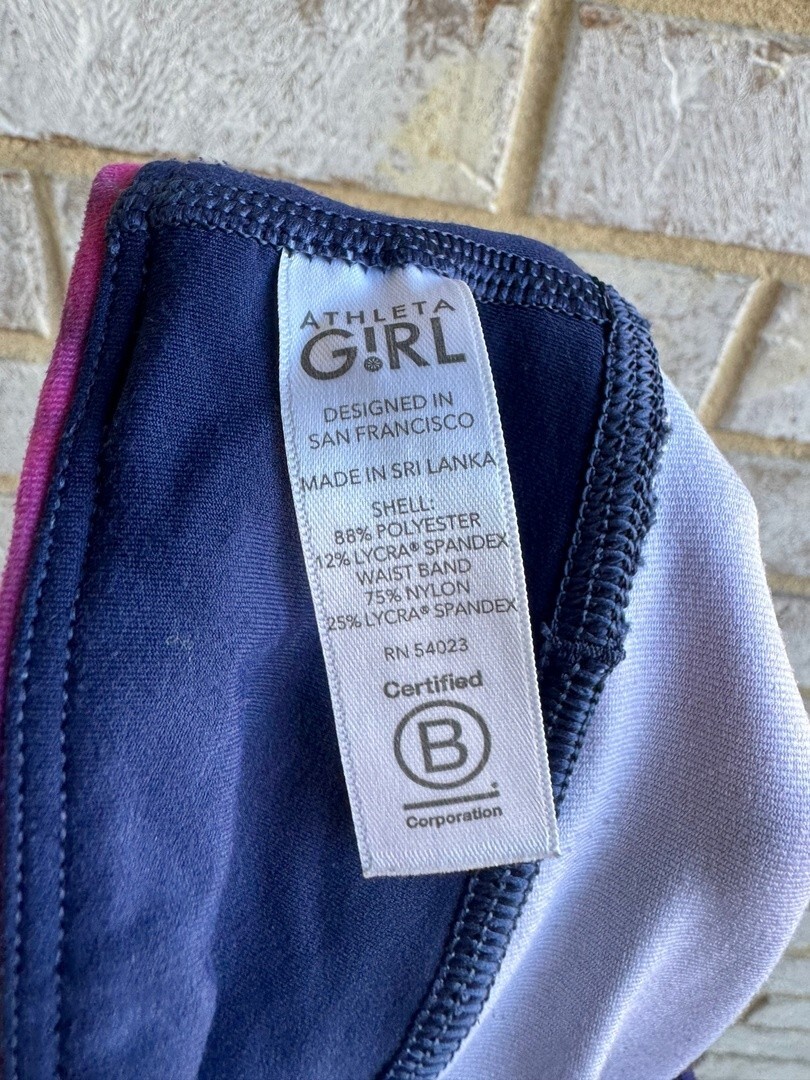 ATHLETA
G!RL
DESIGNED IN
SAN FRANCISCO
MADE IN SRI LANKA
SHELL:
88% POLYESTER
12% LYCRA® SPANDEX
WAIST BAND
75% NYLON
25% LYCRA® SPANDEX
RN 54023
Certified
B
Corporation